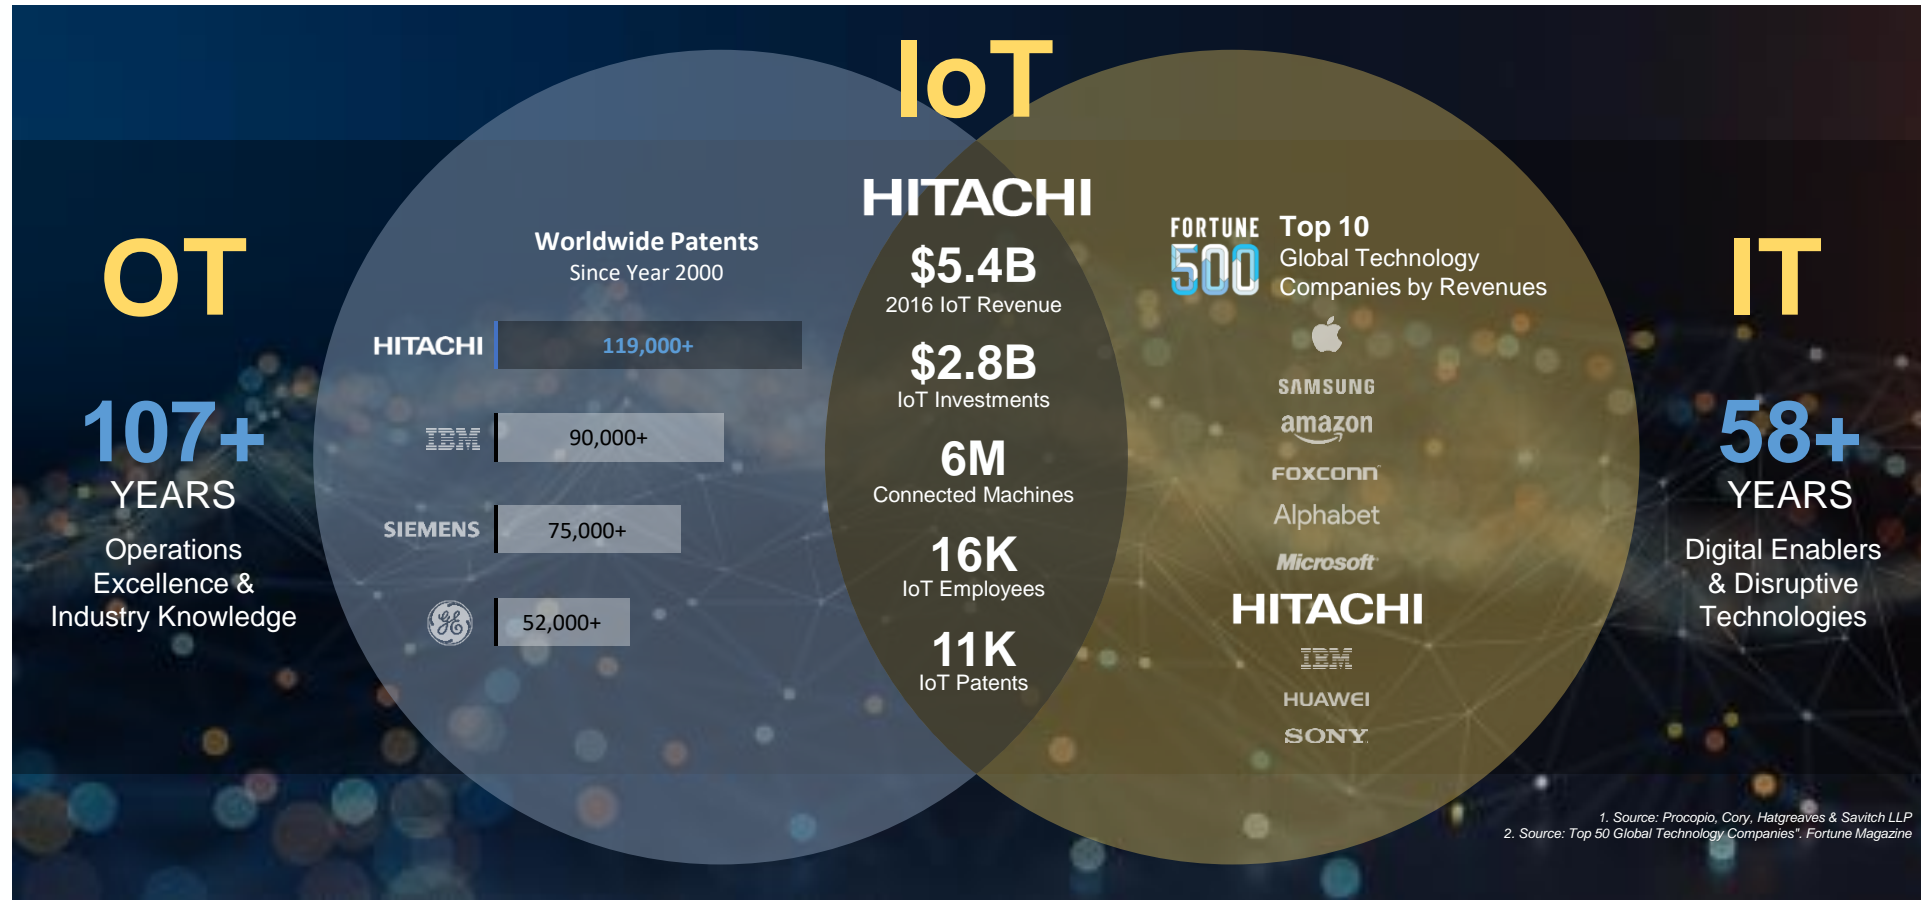 IoT
OT
107+
YEARS
Operations
Excellence &
Industry Knowledge
Worldwide Patents
Since Year 2000
HITACHI
119,000+
IBM
90,000+
SIEMENS
75,000+
GE
52,000+
HITACHI
$5.4B
2016 IoT Revenue
$2.8B
IoT Investments
6M
Connected Machines
16K
IoT Employees
11K
IoT Patents
FORTUNE
500
Top 10
Global Technology
Companies by Revenues
SAMSUNG
amazon
FOXCONN
Alphabet
Microsoft
HITACHI
IBM
HUAWEI
SONY
IT
58+
YEARS
Digital Enablers
& Disruptive
Technologies
1. Source: Procopio, Cory, Hatgreaves & Savitch LLP
2. Source: Top 50 Global Technology Companies". Fortune Magazine